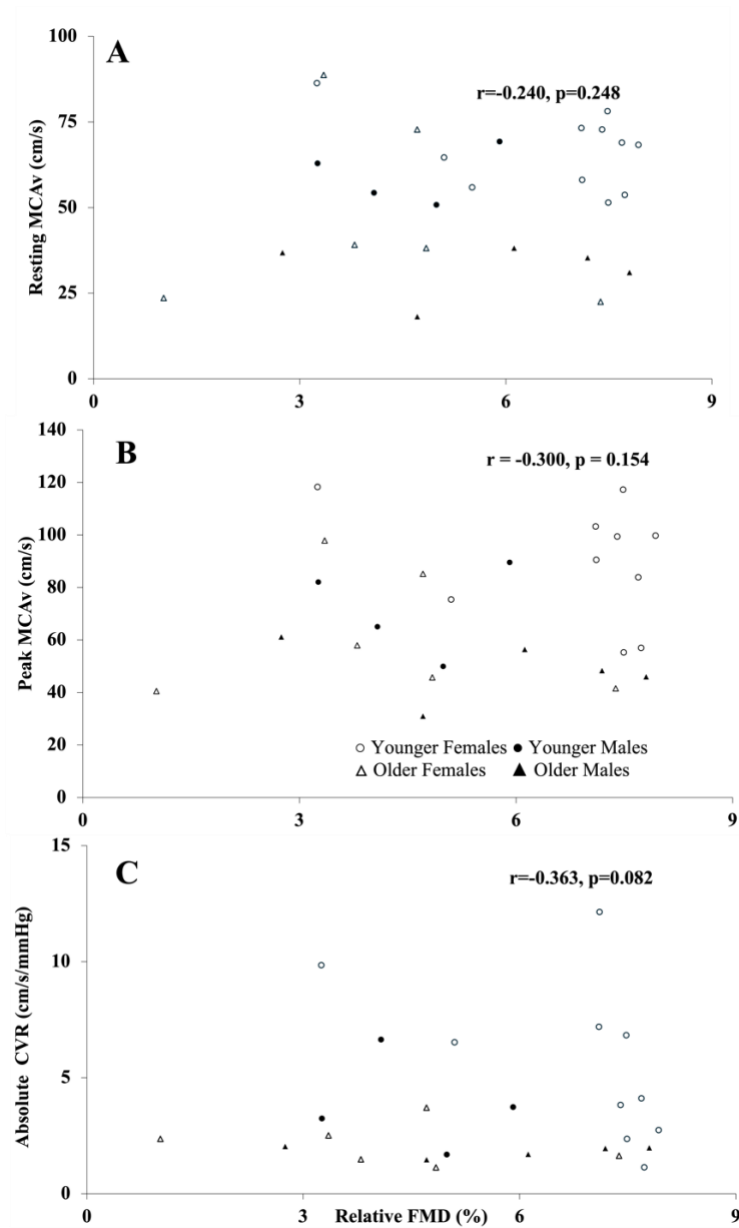 100
A
r=-0.240, p=0.248
75
50
25
0
Resting MCAv (cm/s)
0 3 6 9
140
B
r = -0.300, p = 0.154
120
100
80
60
40
20
0
Peak MCAv (cm/s)
Younger Females Younger Males
Older Females Older Males
0 3 6 9
15
C
r=-0.363, p=0.082
10
5
0
Absolute CVR (cm/s/mmHg)
0 3 6 9
Relative FMD (%)